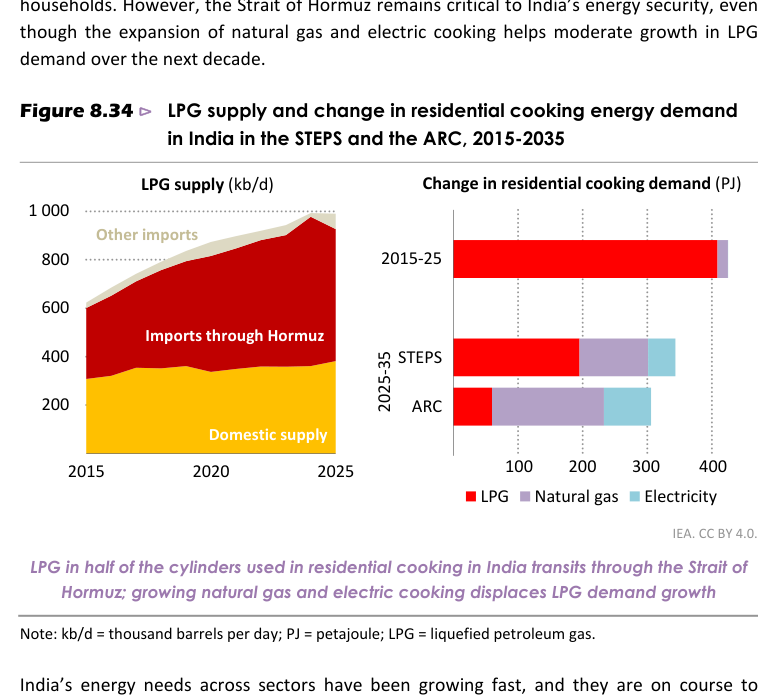 households. However, the Strait of Hormuz remains critical to India's energy security, even
though the expansion of natural gas and electric cooking helps moderate growth in LPG
demand over the next decade.
Figure 8.34 ▻ LPG supply and change in residential cooking energy demand
in India in the STEPS and the ARC, 2015-2035
LPG supply (kb/d)
1 000
800
600
400
200
Other imports
Imports through Hormuz
Domestic supply
2015
2020
2025
Change in residential cooking demand (PJ)
2015-25
2025-35
STEPS
ARC
100
200
300
400
LPG
Natural gas
Electricity
IEA. CC BY 4.0.
LPG in half of the cylinders used in residential cooking in India transits through the Strait of
Hormuz; growing natural gas and electric cooking displaces LPG demand growth
Note: kb/d = thousand barrels per day; PJ = petajoule; LPG = liquefied petroleum gas.
India's energy needs across sectors have been growing fast, and they are on course to